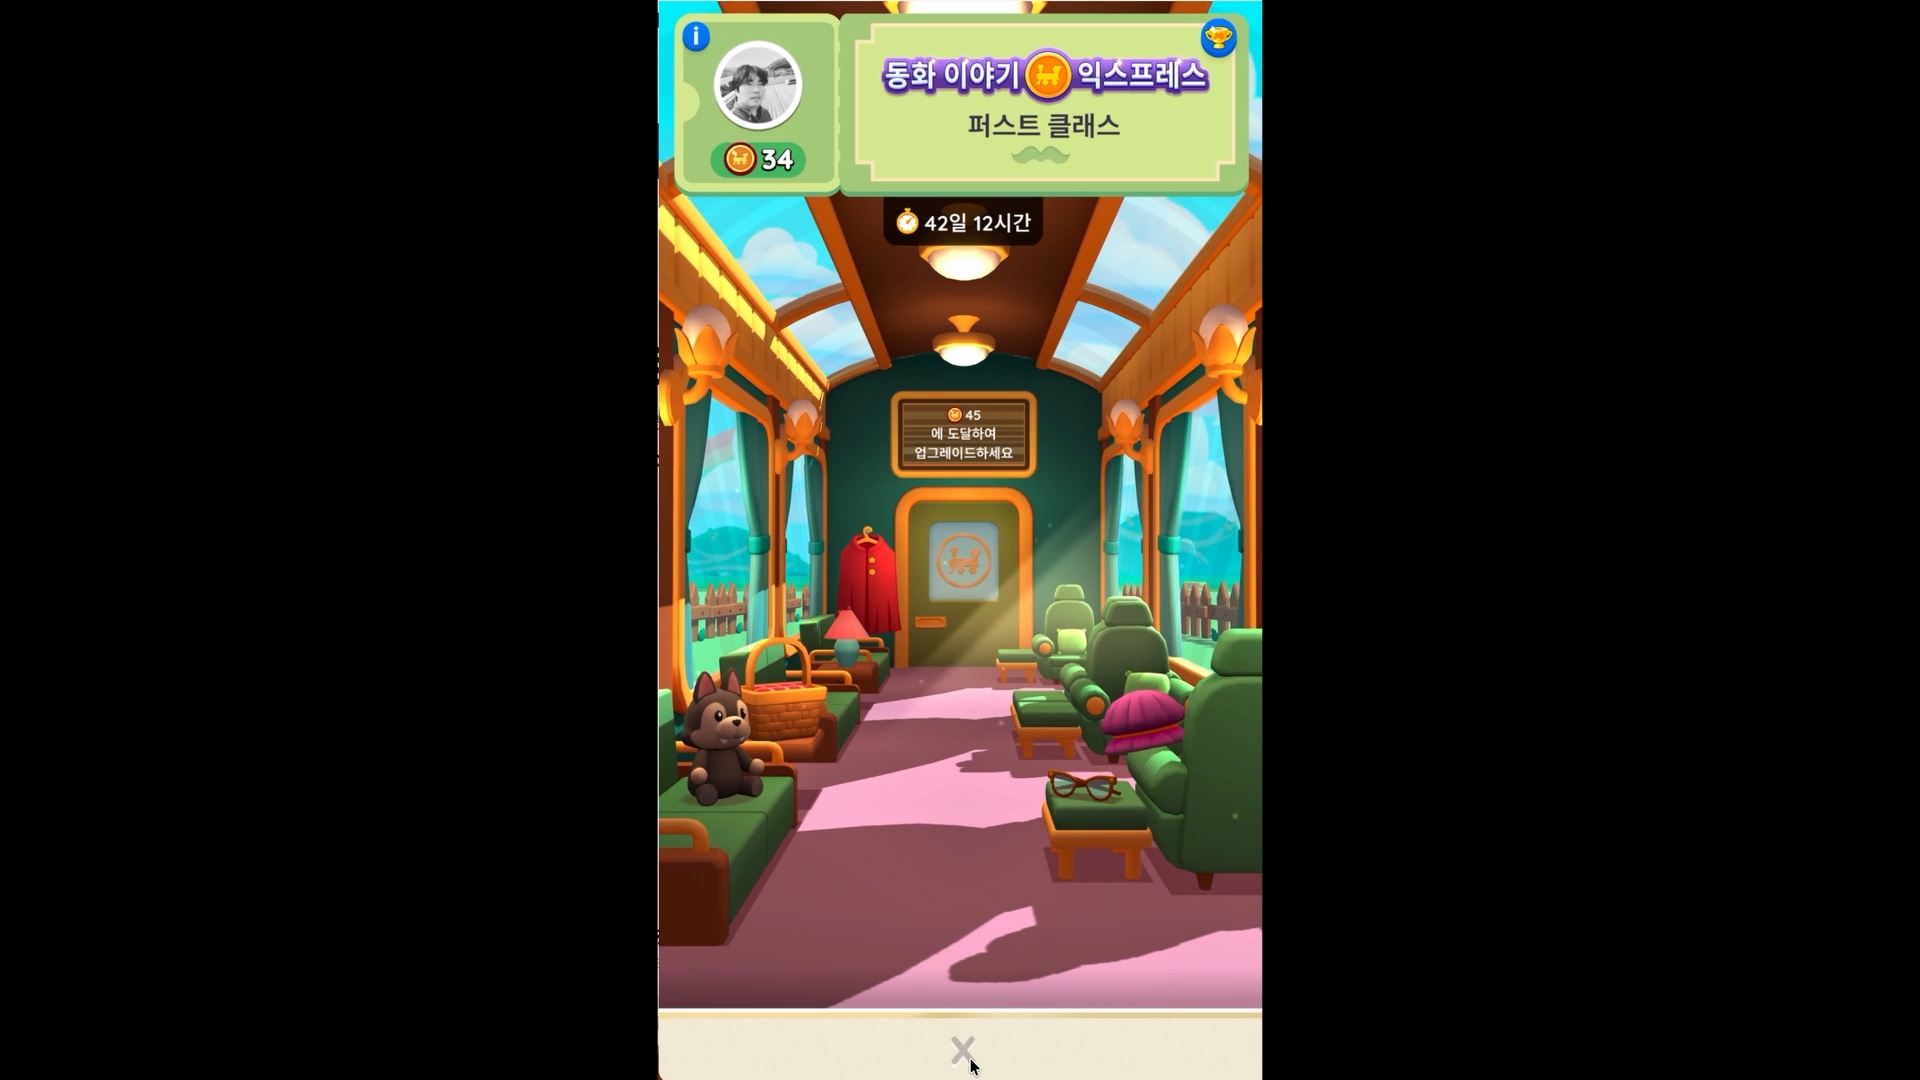 동화 이야기 익스프레스
퍼스트 클래스
34
42일 12시간
45
에 도달하여
업그레이드하세요